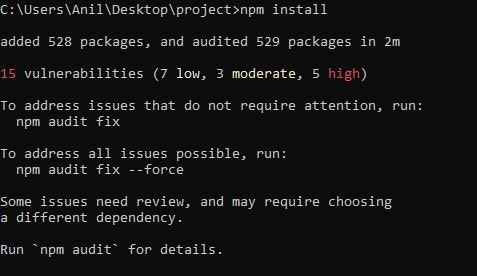 C:\Users\Anil\Desktop\project>npm install
added 528 packages, and audited 529 packages in 2m
15 vulnerabilities (7 low, 3 moderate, 5 high)
To address issues that do not require attention, run:
  npm audit fix
To address all issues possible, run:
  npm audit fix --force
Some issues need review, and may require choosing
a different dependency.
Run `npm audit` for details.